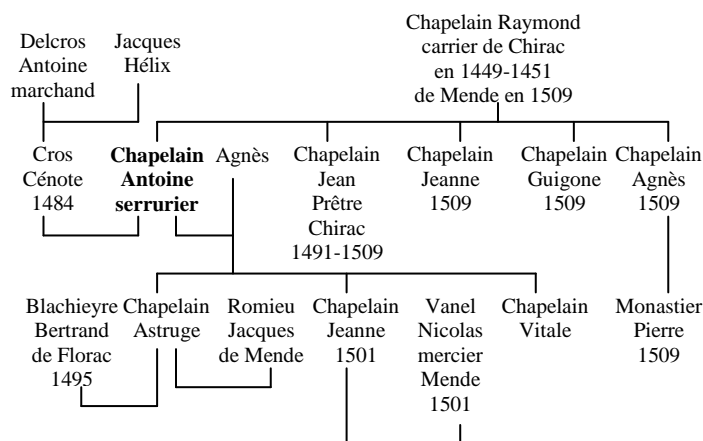 Delcros
Antoine
marchand
Jacques
Hélix
Chapelain Raymond
carrier de Chirac
en 1449-1451
de Mende en 1509
Cros
Cénote
1484
Chapelain
Antoine
serrurier
Agnès
Chapelain
Jean
Prêtre
Chirac
1491-1509
Chapelain
Jeanne
1509
Chapelain
Guigone
1509
Chapelain
Agnès
1509
Blachieyre
Bertrand
de Florac
1495
Chapelain
Astruge
Romieu
Jacques
de Mende
Chapelain
Jeanne
1501
Vanel
Nicolas
mercier
Mende
1501
Chapelain
Vitale
Monastier
Pierre
1509